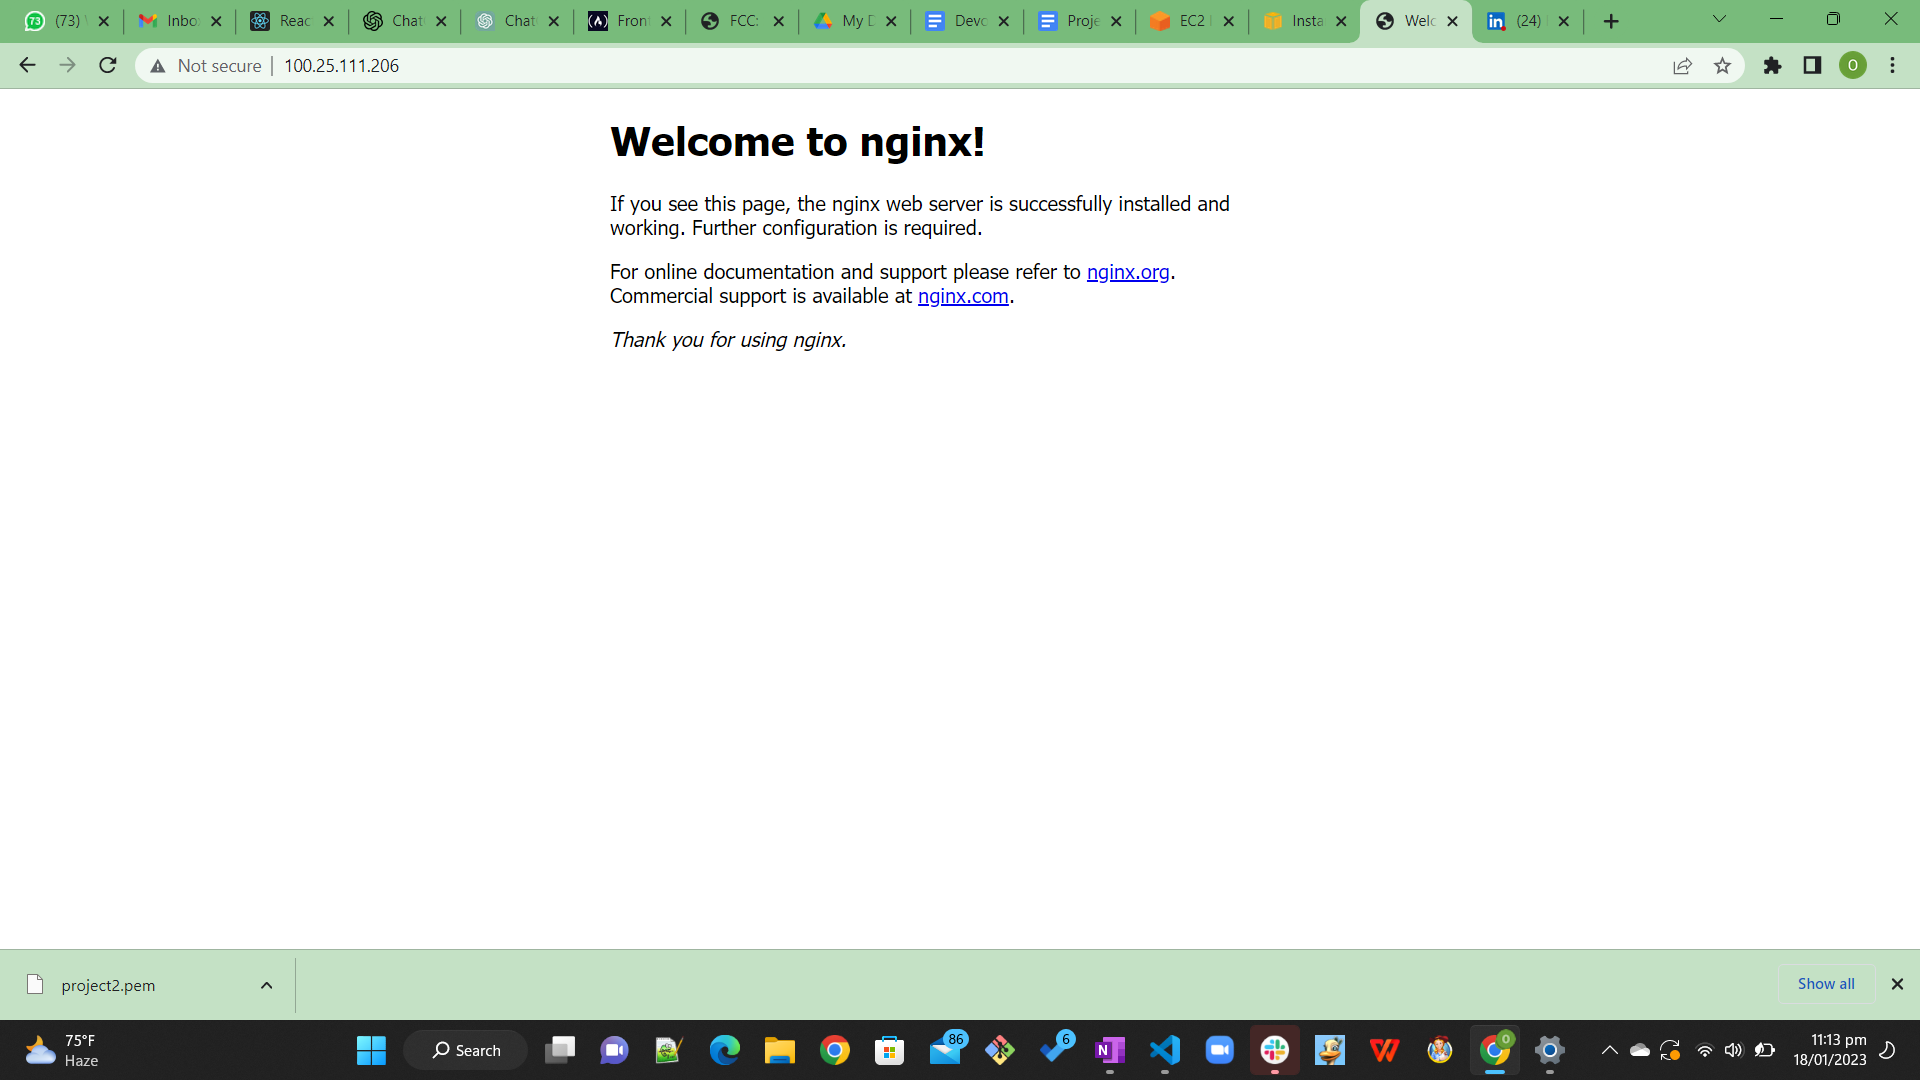 73 (73) Inbo Reac Chat Chat Fron FCC: My D Devo Proje EC2 Insta Welc in (24)
Not secure 100.25.111.206 O
Welcome to nginx!
If you see this page, the nginx web server is successfully installed and
working. Further configuration is required.
For online documentation and support please refer to nginx.org.
Commercial support is available at nginx.com.
Thank you for using nginx.
project2.pem Show all
75°F
Haze
Search
86
6
N
0
11:13 pm
18/01/2023